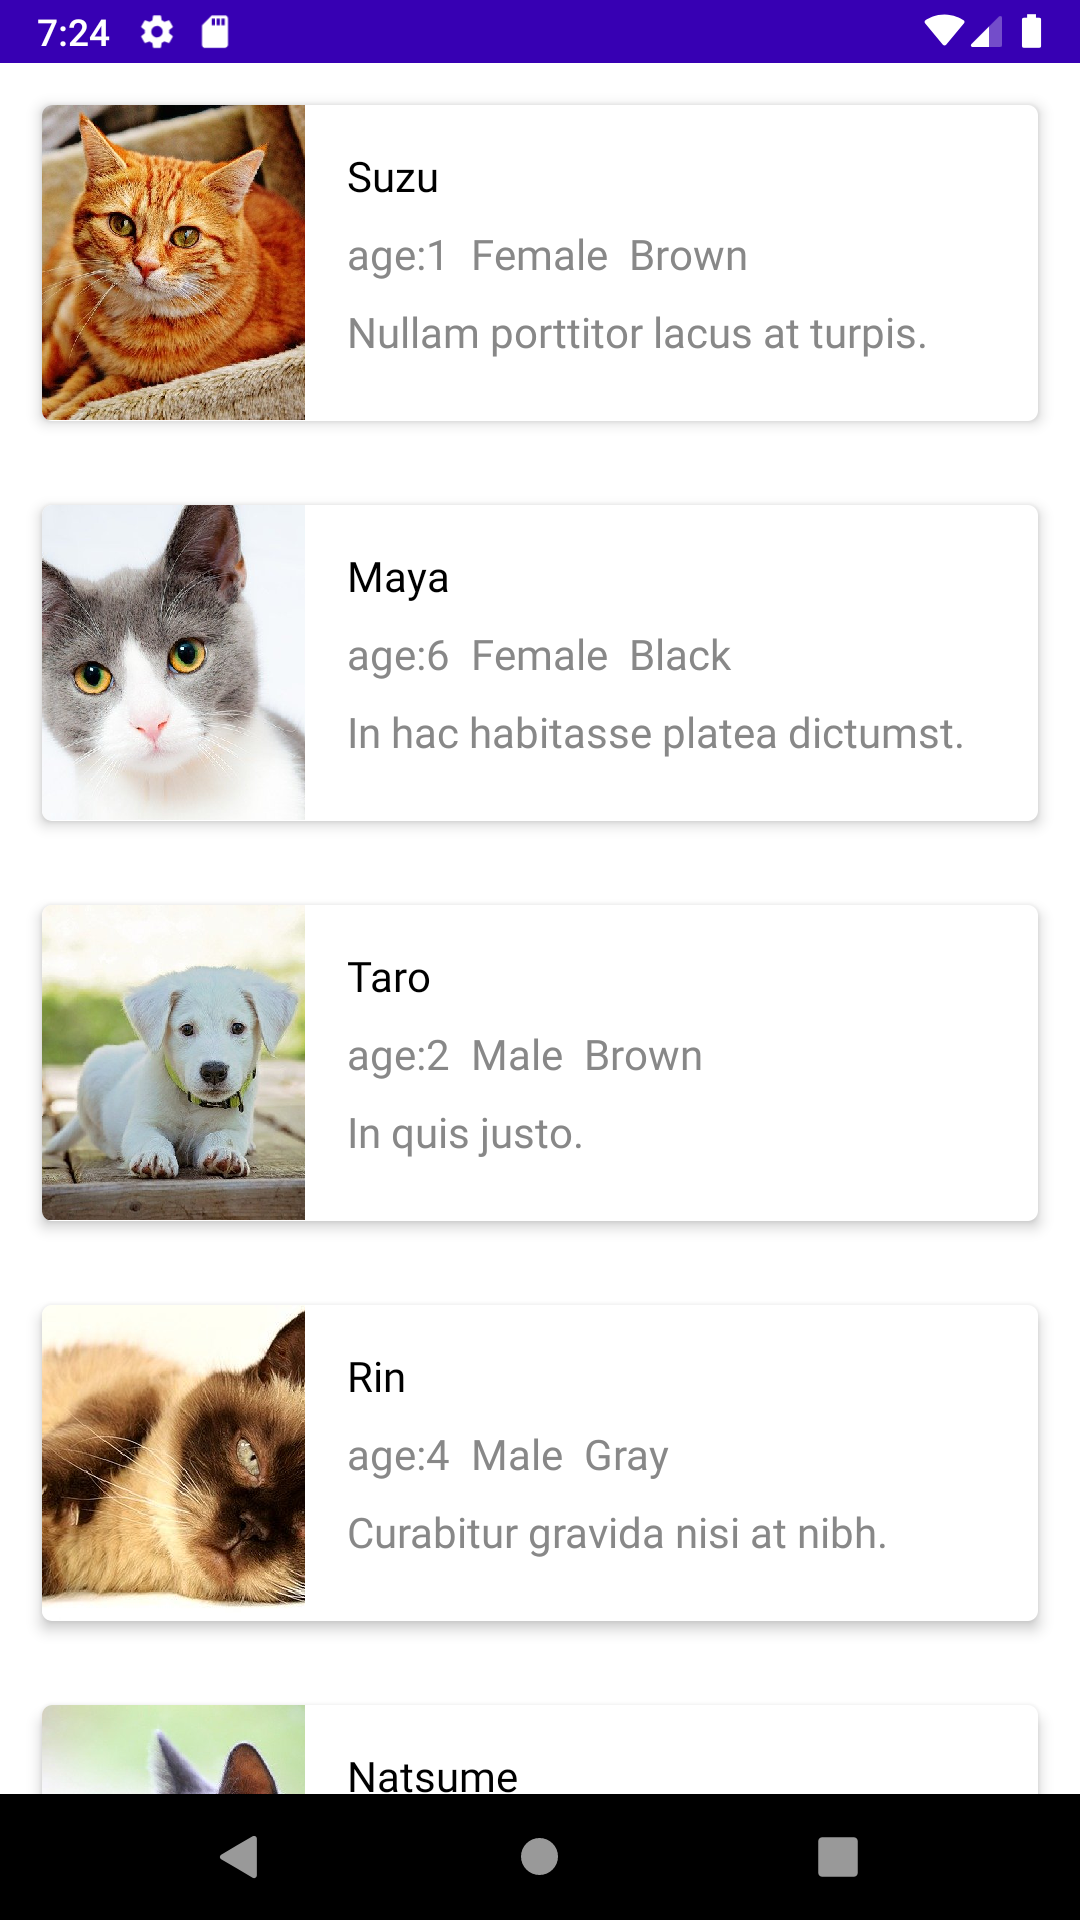 7:24
Suzu
age:1 Female Brown
Nullam porttitor lacus at turpis.
Maya
age:6 Female Black
In hac habitasse platea dictumst.
Taro
age:2 Male Brown
In quis justo.
Rin
age:4 Male Gray
Curabitur gravida nisi at nibh.
Natsume